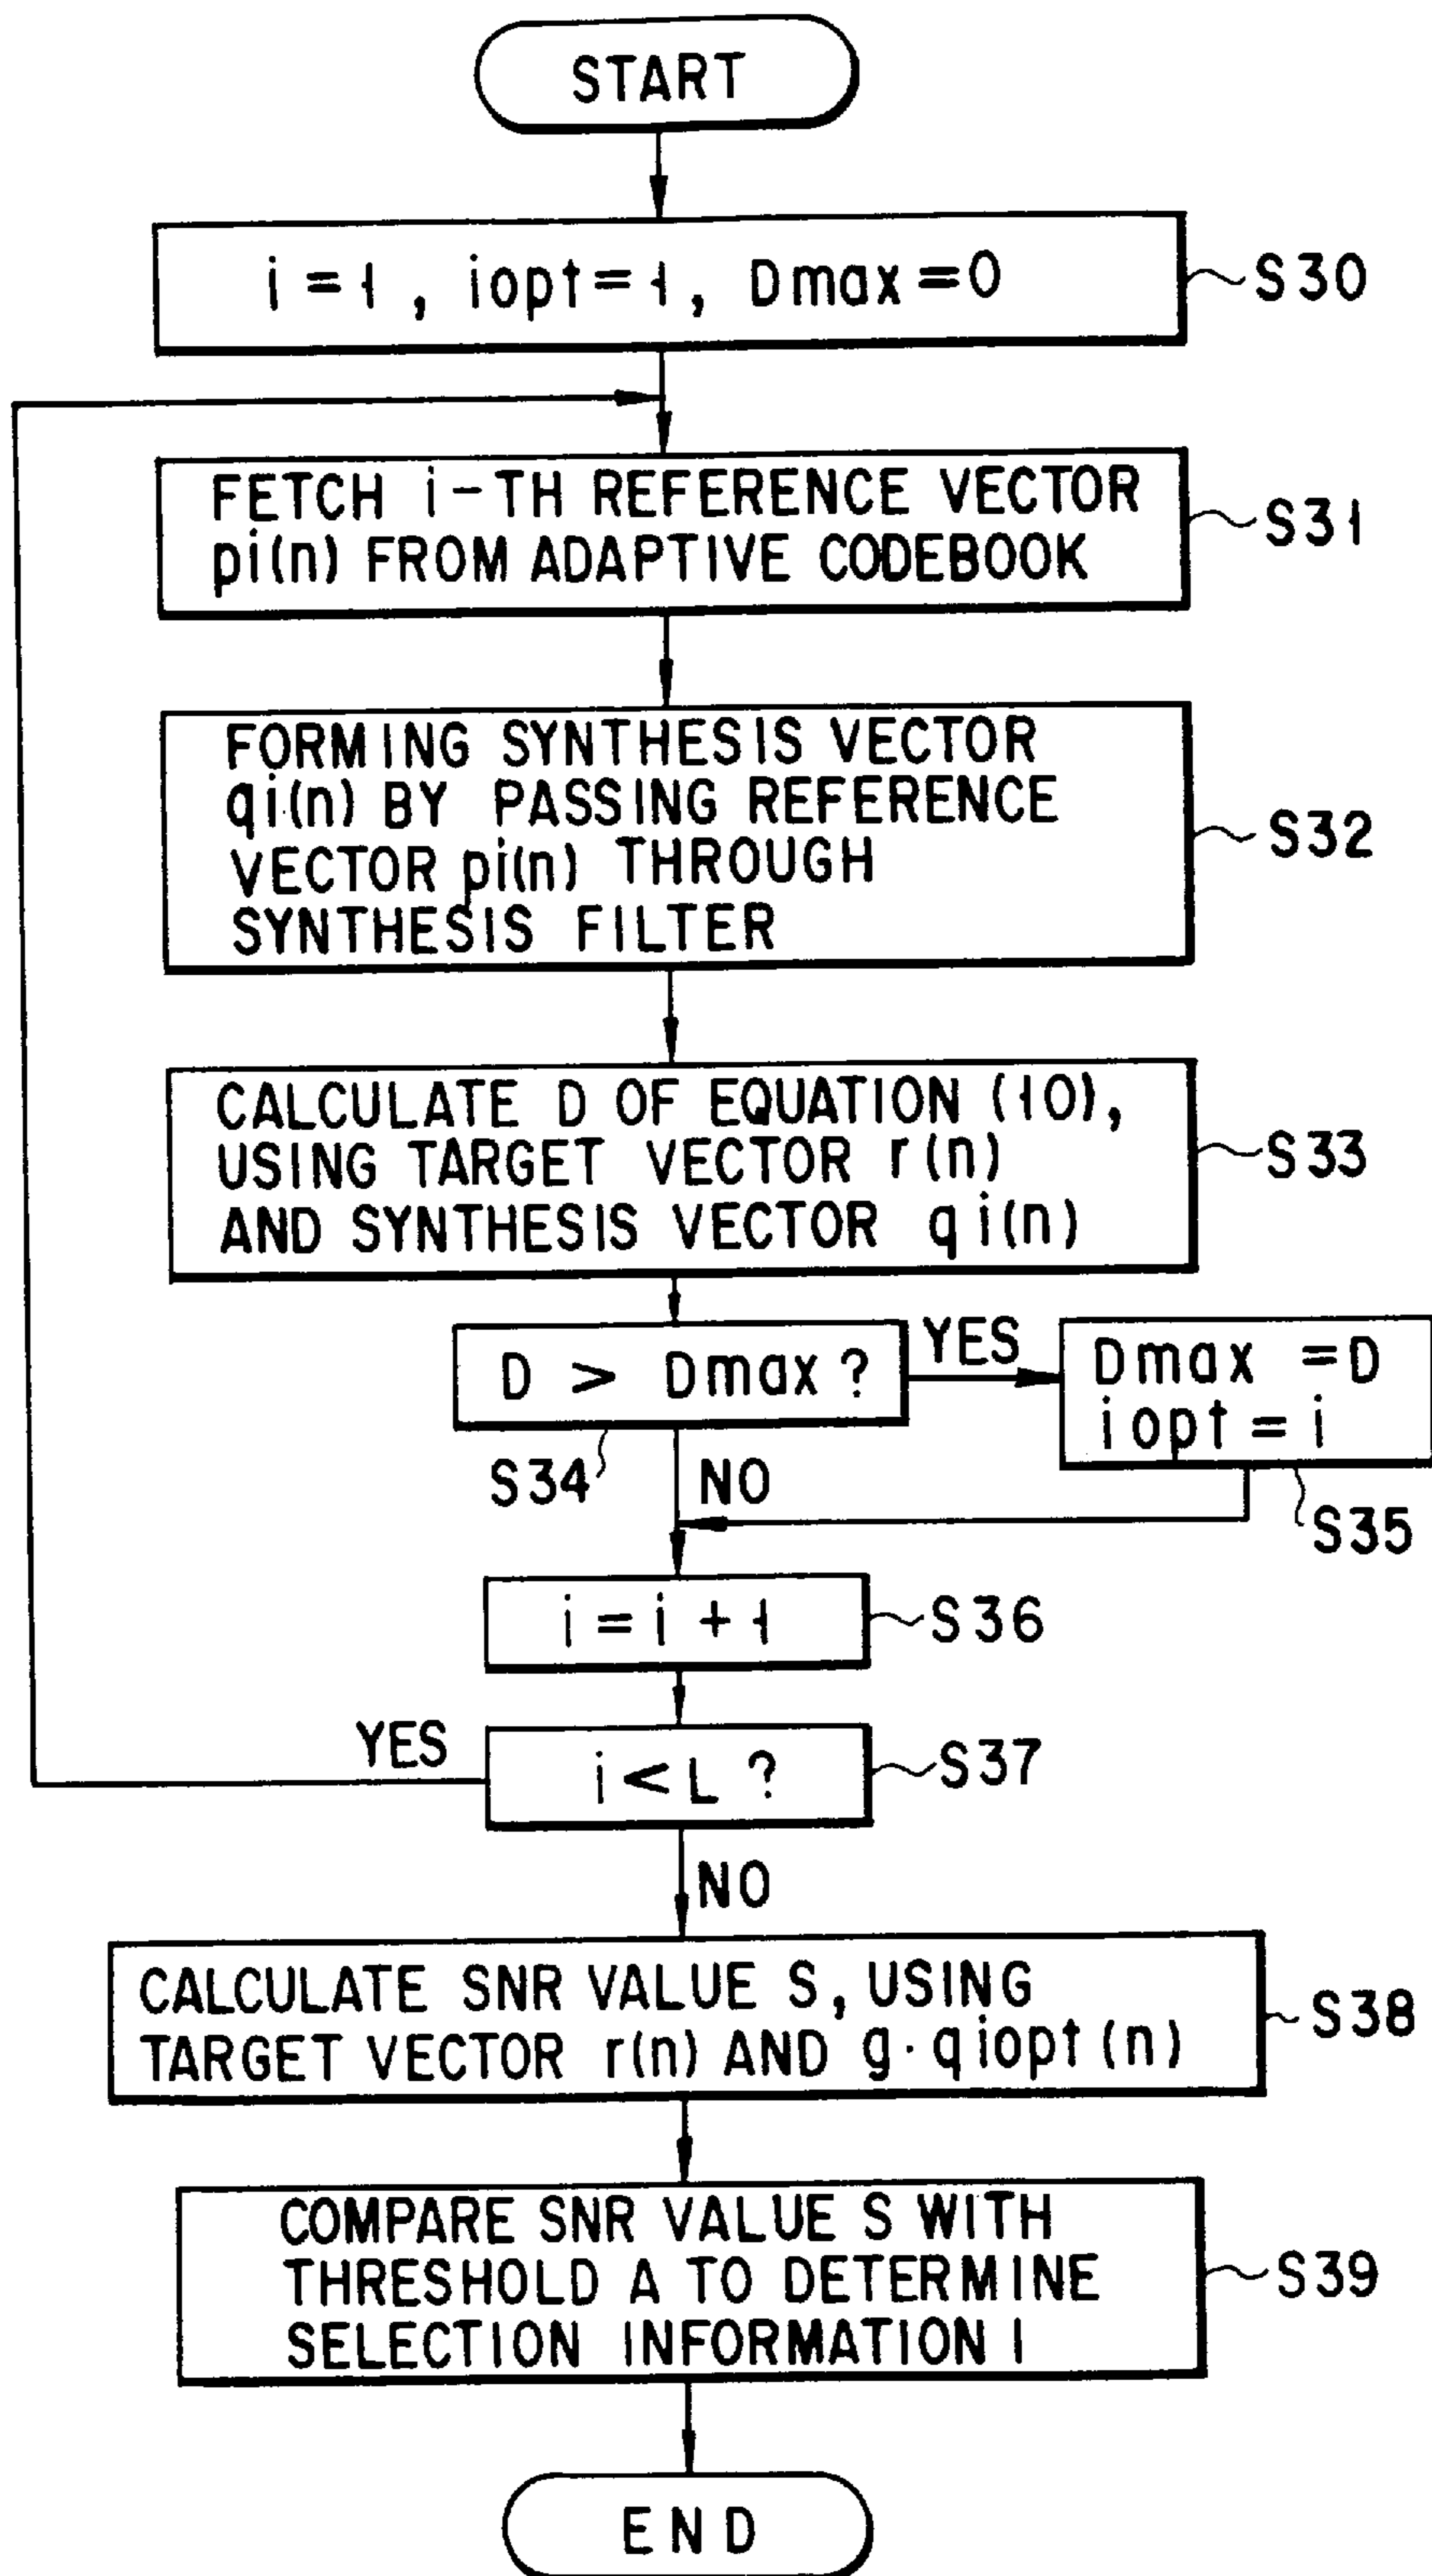 START
i = 1 , iopt = 1 , Dmax = 0
S30
FETCH i-TH REFERENCE VECTOR
pi(n) FROM ADAPTIVE CODEBOOK
S31
FORMING SYNTHESIS VECTOR
qi(n) BY PASSING REFERENCE
VECTOR pi(n) THROUGH
SYNTHESIS FILTER
S32
CALCULATE D OF EQUATION (10),
USING TARGET VECTOR r(n)
AND SYNTHESIS VECTOR qi(n)
S33
D > Dmax ?
YES
Dmax = D
iopt = i
S34
NO
S35
i = i + 1
S36
YES
i < L ?
S37
NO
CALCULATE SNR VALUE S, USING
TARGET VECTOR r(n) AND g · qiopt (n)
S38
COMPARE SNR VALUE S WITH
THRESHOLD A TO DETERMINE
SELECTION INFORMATION I
S39
END